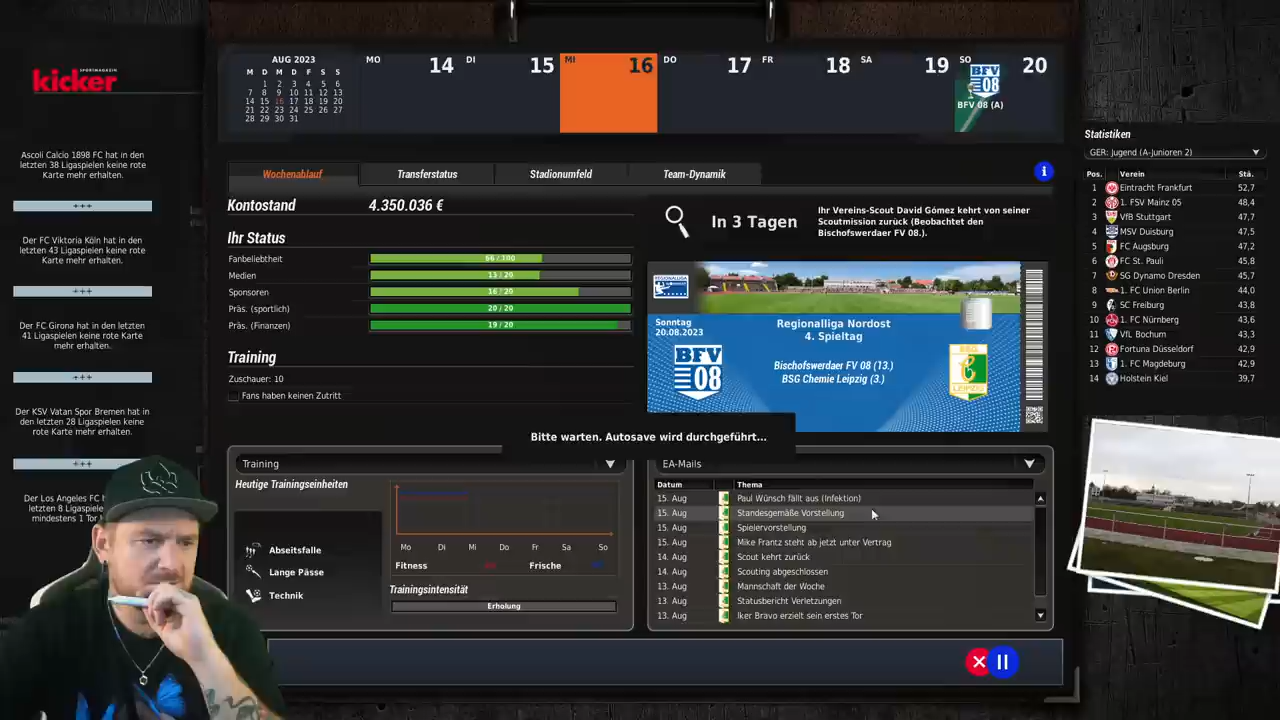 SPORTMAGAZIN
kicker
AUG 2023
M D M D F S S
1 2 3 4 5 6
7 8 9 10 11 12 13
14 15 16 17 18 19 20
21 22 23 24 25 26 27
28 29 30 31
MO 14 DI 15 MI 16 DO 17 FR 18 SA 19 SO 20
BFV
08
BFV 08 (A)
Ascoli Calcio 1898 FC hat in den
letzten 38 Ligaspielen keine rote
Karte mehr erhalten.
+++
Der FC Viktoria Köln hat in den
letzten 43 Ligaspielen keine rote
Karte mehr erhalten.
+++
Der FC Girona hat in den letzten
41 Ligaspielen keine rote Karte
mehr erhalten.
+++
Der KSV Vatan Spor Bremen hat in
den letzten 28 Ligaspielen keine
rote Karte mehr erhalten.
+++
Der Los Angeles FC
letzten 8 Ligaspielen
mindestens 1 Tor
Wochenablauf Transferstatus Stadionumfeld Team-Dynamik
i
Kontostand 4.350.036 €
Ihr Status
Fanbeliebtheit 66 / 100
Medien 13 / 20
Sponsoren 16 / 20
Präs. (sportlich) 20 / 20
Präs. (Finanzen) 19 / 20
Training
Zuschauer: 10
Fans haben keinen Zutritt
In 3 Tagen
Ihr Vereins-Scout David Gómez kehrt von seiner
Scoutmission zurück (Beobachtet den
Bischofswerdaer FV 08.).
REGIONALLIGA
Sonntag
20.08.2023
Regionalliga Nordost
4. Spieltag
BFV
08
Bischofswerdaer FV 08 (13.)
BSG Chemie Leipzig (3.)
BSG
LEIPZIG
Bitte warten. Autosave wird durchgeführt...
Training
Heutige Trainingseinheiten
Abseitsfalle
Lange Pässe
Technik
Mo Di Mi Do Fr Sa So
Fitness Frische
Trainingsintensität
Erholung
EA-Mails
Datum Thema
15. Aug Paul Wünsch fällt aus (Infektion)
15. Aug Standesgemäße Vorstellung
15. Aug Spielervorstellung
15. Aug Mike Frantz steht ab jetzt unter Vertrag
14. Aug Scout kehrt zurück
14. Aug Scouting abgeschlossen
13. Aug Mannschaft der Woche
13. Aug Statusbericht Verletzungen
13. Aug Iker Bravo erzielt sein erstes Tor
Statistiken
GER: Jugend (A-Junioren 2)
Pos. Verein Stä.
1 Eintracht Frankfurt 52,7
2 1. FSV Mainz 05 48,4
3 VfB Stuttgart 47,7
4 MSV Duisburg 47,5
5 FC Augsburg 47,2
6 FC St. Pauli 45,8
7 SG Dynamo Dresden 45,7
8 1. FC Union Berlin 44,0
9 SC Freiburg 43,8
10 1. FC Nürnberg 43,6
11 VfL Bochum 43,3
12 Fortuna Düsseldorf 42,9
13 1. FC Magdeburg 42,9
14 Holstein Kiel 39,7